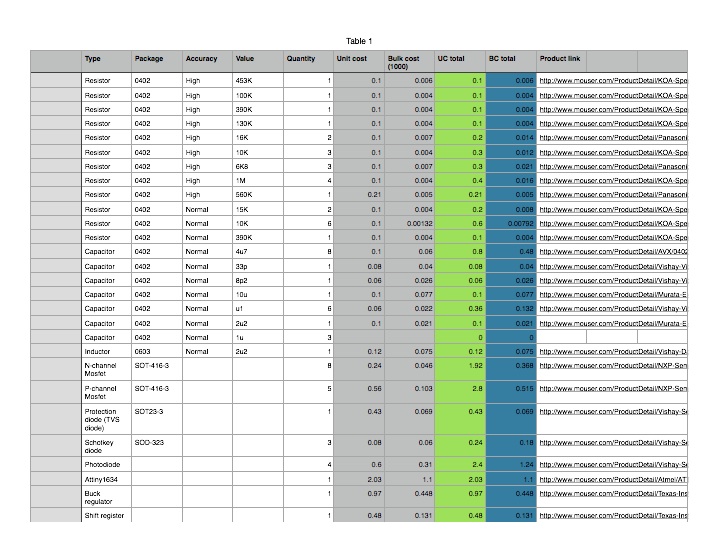 Table 1
Type Package Accuracy Value Quantity Unit cost Bulk cost (1000) UC total BC total Product link
Resistor 0402 High 453K 1 0.1 0.006 0.1 0.006 http://www.mouser.com/ProductDetail/KOA-Spe
Resistor 0402 High 100K 1 0.1 0.004 0.1 0.004 http://www.mouser.com/ProductDetail/KOA-Spe
Resistor 0402 High 390K 1 0.1 0.004 0.1 0.004 http://www.mouser.com/ProductDetail/KOA-Spe
Resistor 0402 High 130K 1 0.1 0.004 0.1 0.004 http://www.mouser.com/ProductDetail/KOA-Spe
Resistor 0402 High 16K 2 0.1 0.007 0.2 0.014 http://www.mouser.com/ProductDetail/Panasoni
Resistor 0402 High 10K 3 0.1 0.004 0.3 0.012 http://www.mouser.com/ProductDetail/KOA-Spe
Resistor 0402 High 6K8 3 0.1 0.007 0.3 0.021 http://www.mouser.com/ProductDetail/Panasoni
Resistor 0402 High 1M 4 0.1 0.004 0.4 0.016 http://www.mouser.com/ProductDetail/KOA-Spe
Resistor 0402 High 560K 1 0.21 0.005 0.21 0.005 http://www.mouser.com/ProductDetail/Panasoni
Resistor 0402 Normal 15K 2 0.1 0.004 0.2 0.008 http://www.mouser.com/ProductDetail/KOA-Spe
Resistor 0402 Normal 10K 6 0.1 0.00132 0.6 0.00792 http://www.mouser.com/ProductDetail/KOA-Spe
Resistor 0402 Normal 390K 1 0.1 0.004 0.1 0.004 http://www.mouser.com/ProductDetail/KOA-Spe
Capacitor 0402 Normal 4u7 8 0.1 0.06 0.8 0.48 http://www.mouser.com/ProductDetail/AVX/0402
Capacitor 0402 Normal 33p 1 0.08 0.04 0.08 0.04 http://www.mouser.com/ProductDetail/Vishay-Vi
Capacitor 0402 Normal 8p2 1 0.06 0.026 0.06 0.026 http://www.mouser.com/ProductDetail/Vishay-Vi
Capacitor 0402 Normal 10u 1 0.1 0.077 0.1 0.077 http://www.mouser.com/ProductDetail/Murata-E
Capacitor 0402 Normal u1 6 0.06 0.022 0.36 0.132 http://www.mouser.com/ProductDetail/Vishay-Vi
Capacitor 0402 Normal 2u2 1 0.1 0.021 0.1 0.021 http://www.mouser.com/ProductDetail/Murata-E
Capacitor 0402 Normal 1u 3 0 0
Inductor 0603 Normal 2u2 1 0.12 0.075 0.12 0.075 http://www.mouser.com/ProductDetail/Vishay-D
N-channel Mosfet SOT-416-3 8 0.24 0.046 1.92 0.368 http://www.mouser.com/ProductDetail/NXP-Sem
P-channel Mosfet SOT-416-3 5 0.56 0.103 2.8 0.515 http://www.mouser.com/ProductDetail/NXP-Sem
Protection diode (TVS diode) SOT23-3 1 0.43 0.069 0.43 0.069 http://www.mouser.com/ProductDetail/Vishay-Se
Schotkey diode SOD-323 3 0.08 0.06 0.24 0.18 http://www.mouser.com/ProductDetail/Vishay-Se
Photodiode 4 0.6 0.31 2.4 1.24 http://www.mouser.com/ProductDetail/Vishay-Se
Attiny1634 1 2.03 1.1 2.03 1.1 http://www.mouser.com/ProductDetail/Atmel/AT
Buck regulator 1 0.97 0.448 0.97 0.448 http://www.mouser.com/ProductDetail/Texas-Ins
Shift register 1 0.48 0.131 0.48 0.131 http://www.mouser.com/ProductDetail/Texas-Ins